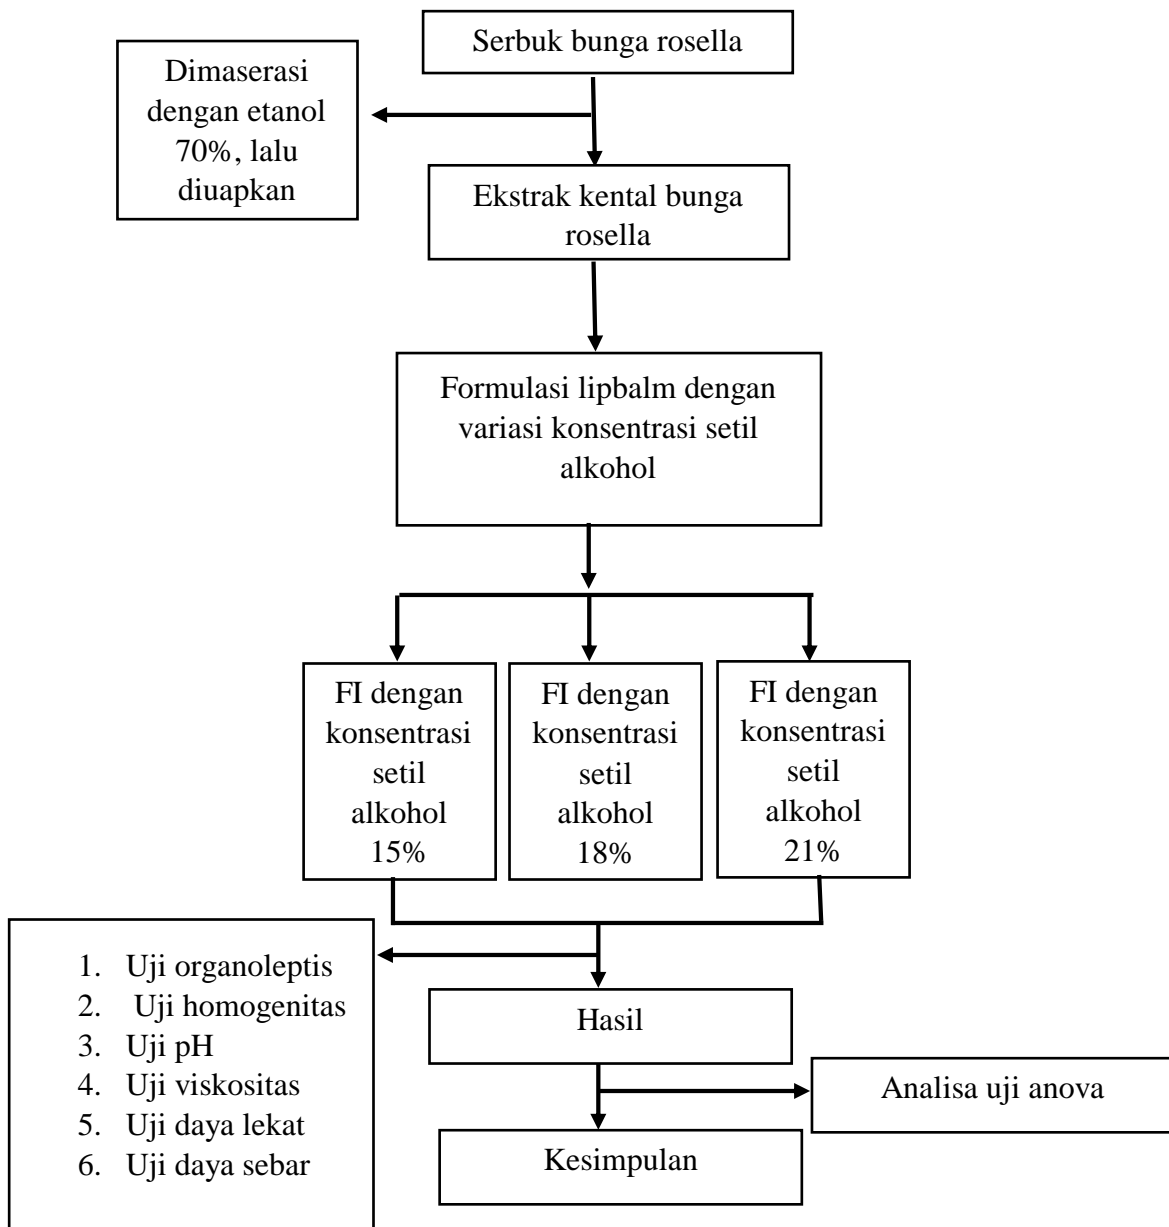 Serbuk bunga rosella
Dimaserasi
dengan etanol
70%, lalu
diuapkan
Ekstrak kental bunga
rosella
Formulasi lipbalm dengan
variasi konsentrasi setil
alkohol
FI dengan
konsentrasi
setil
alkohol
15%
FI dengan
konsentrasi
setil
alkohol
18%
FI dengan
konsentrasi
setil
alkohol
21%
1. Uji organoleptis
2. Uji homogenitas
3. Uji pH
4. Uji viskositas
5. Uji daya lekat
6. Uji daya sebar
Hasil
Analisa uji anova
Kesimpulan